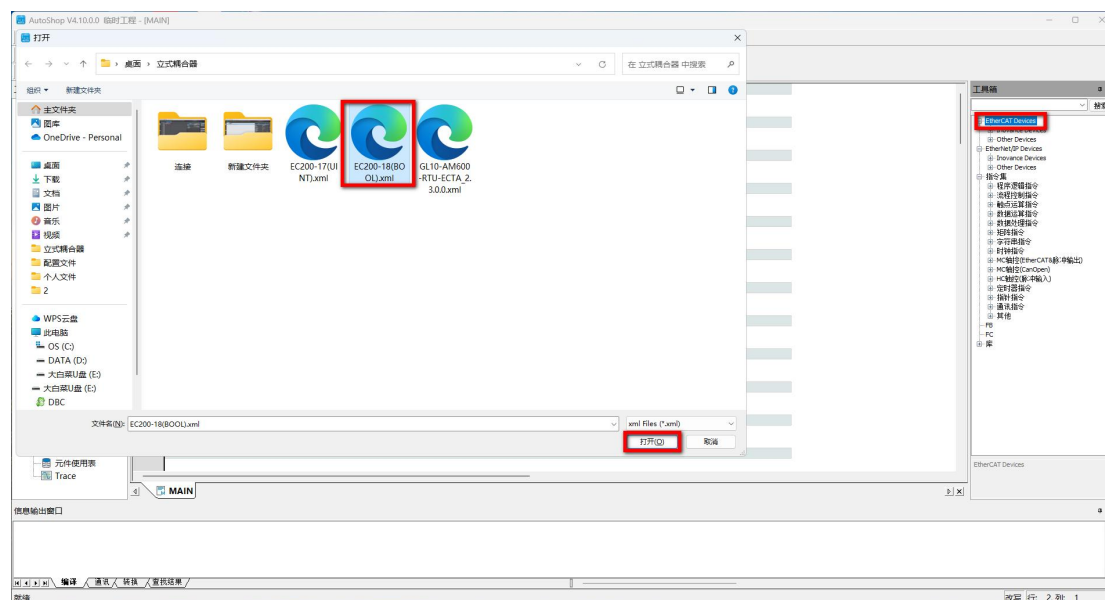 AutoShop V4.10.0.0 临时工程 - [MAIN]
打开
桌面 › 立式耦合器
在 立式耦合器 中搜索
组织
新建文件夹
主文件夹
图库
OneDrive - Personal
桌面
下载
文档
图片
音乐
视频
立式耦合器
配置文件
个人文件
2
WPS云盘
此电脑
OS (C:)
DATA (D:)
大白菜U盘 (E:)
大白菜U盘 (E:)
DBC
连接
新建文件夹
EC200-17(UI
NT).xml
EC200-18(BO
OL).xml
GL10-AM600
-RTU-ECTA_2.
3.0.0.xml
文件名(N):
EC200-18(BOOL).xml
xml Files (*.xml)
打开(O)
取消
工具箱
EtherCAT Devices
Inovance Devices
Other Devices
EtherNet/IP Devices
Inovance Devices
Other Devices
指令集
程序逻辑指令
流程控制指令
触点运算指令
数据运算指令
数据处理指令
矩阵指令
字符串指令
时钟指令
MC轴控(EtherCAT&脉冲输出)
MC轴控(CanOpen)
HC轴控(脉冲输入)
定时器指令
指针指令
通讯指令
其他
FB
FC
库
EtherCAT Devices
元件使用表
Trace
MAIN
信息输出窗口
编译
通讯
转换
查找结果
就绪
改写
行: 2, 列: 1